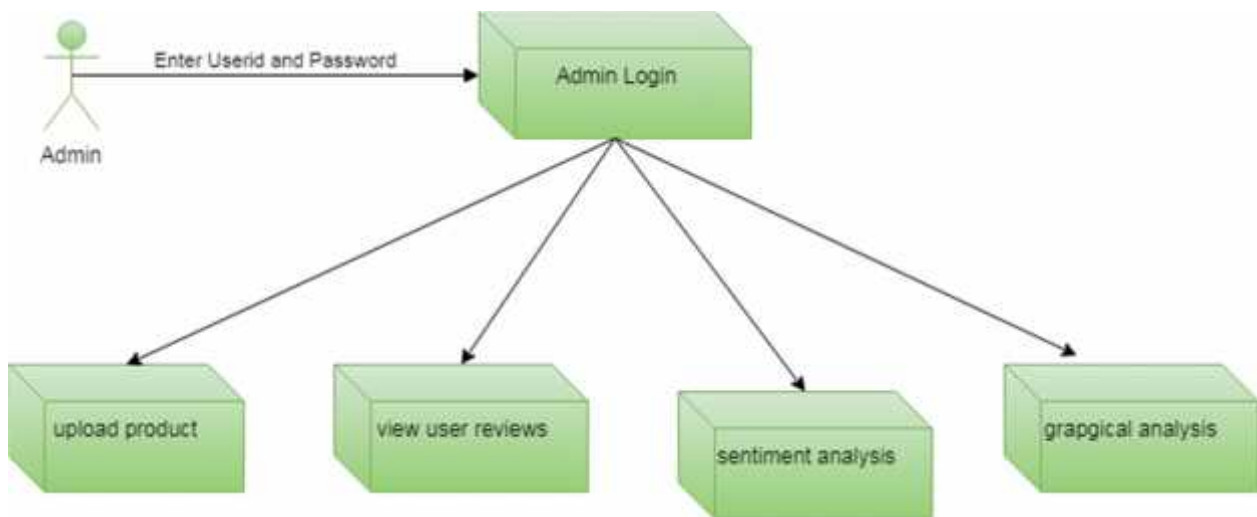 Enter Userid and Password
Admin Login
Admin
upload product
view user reviews
sentiment analysis
grapgical analysis